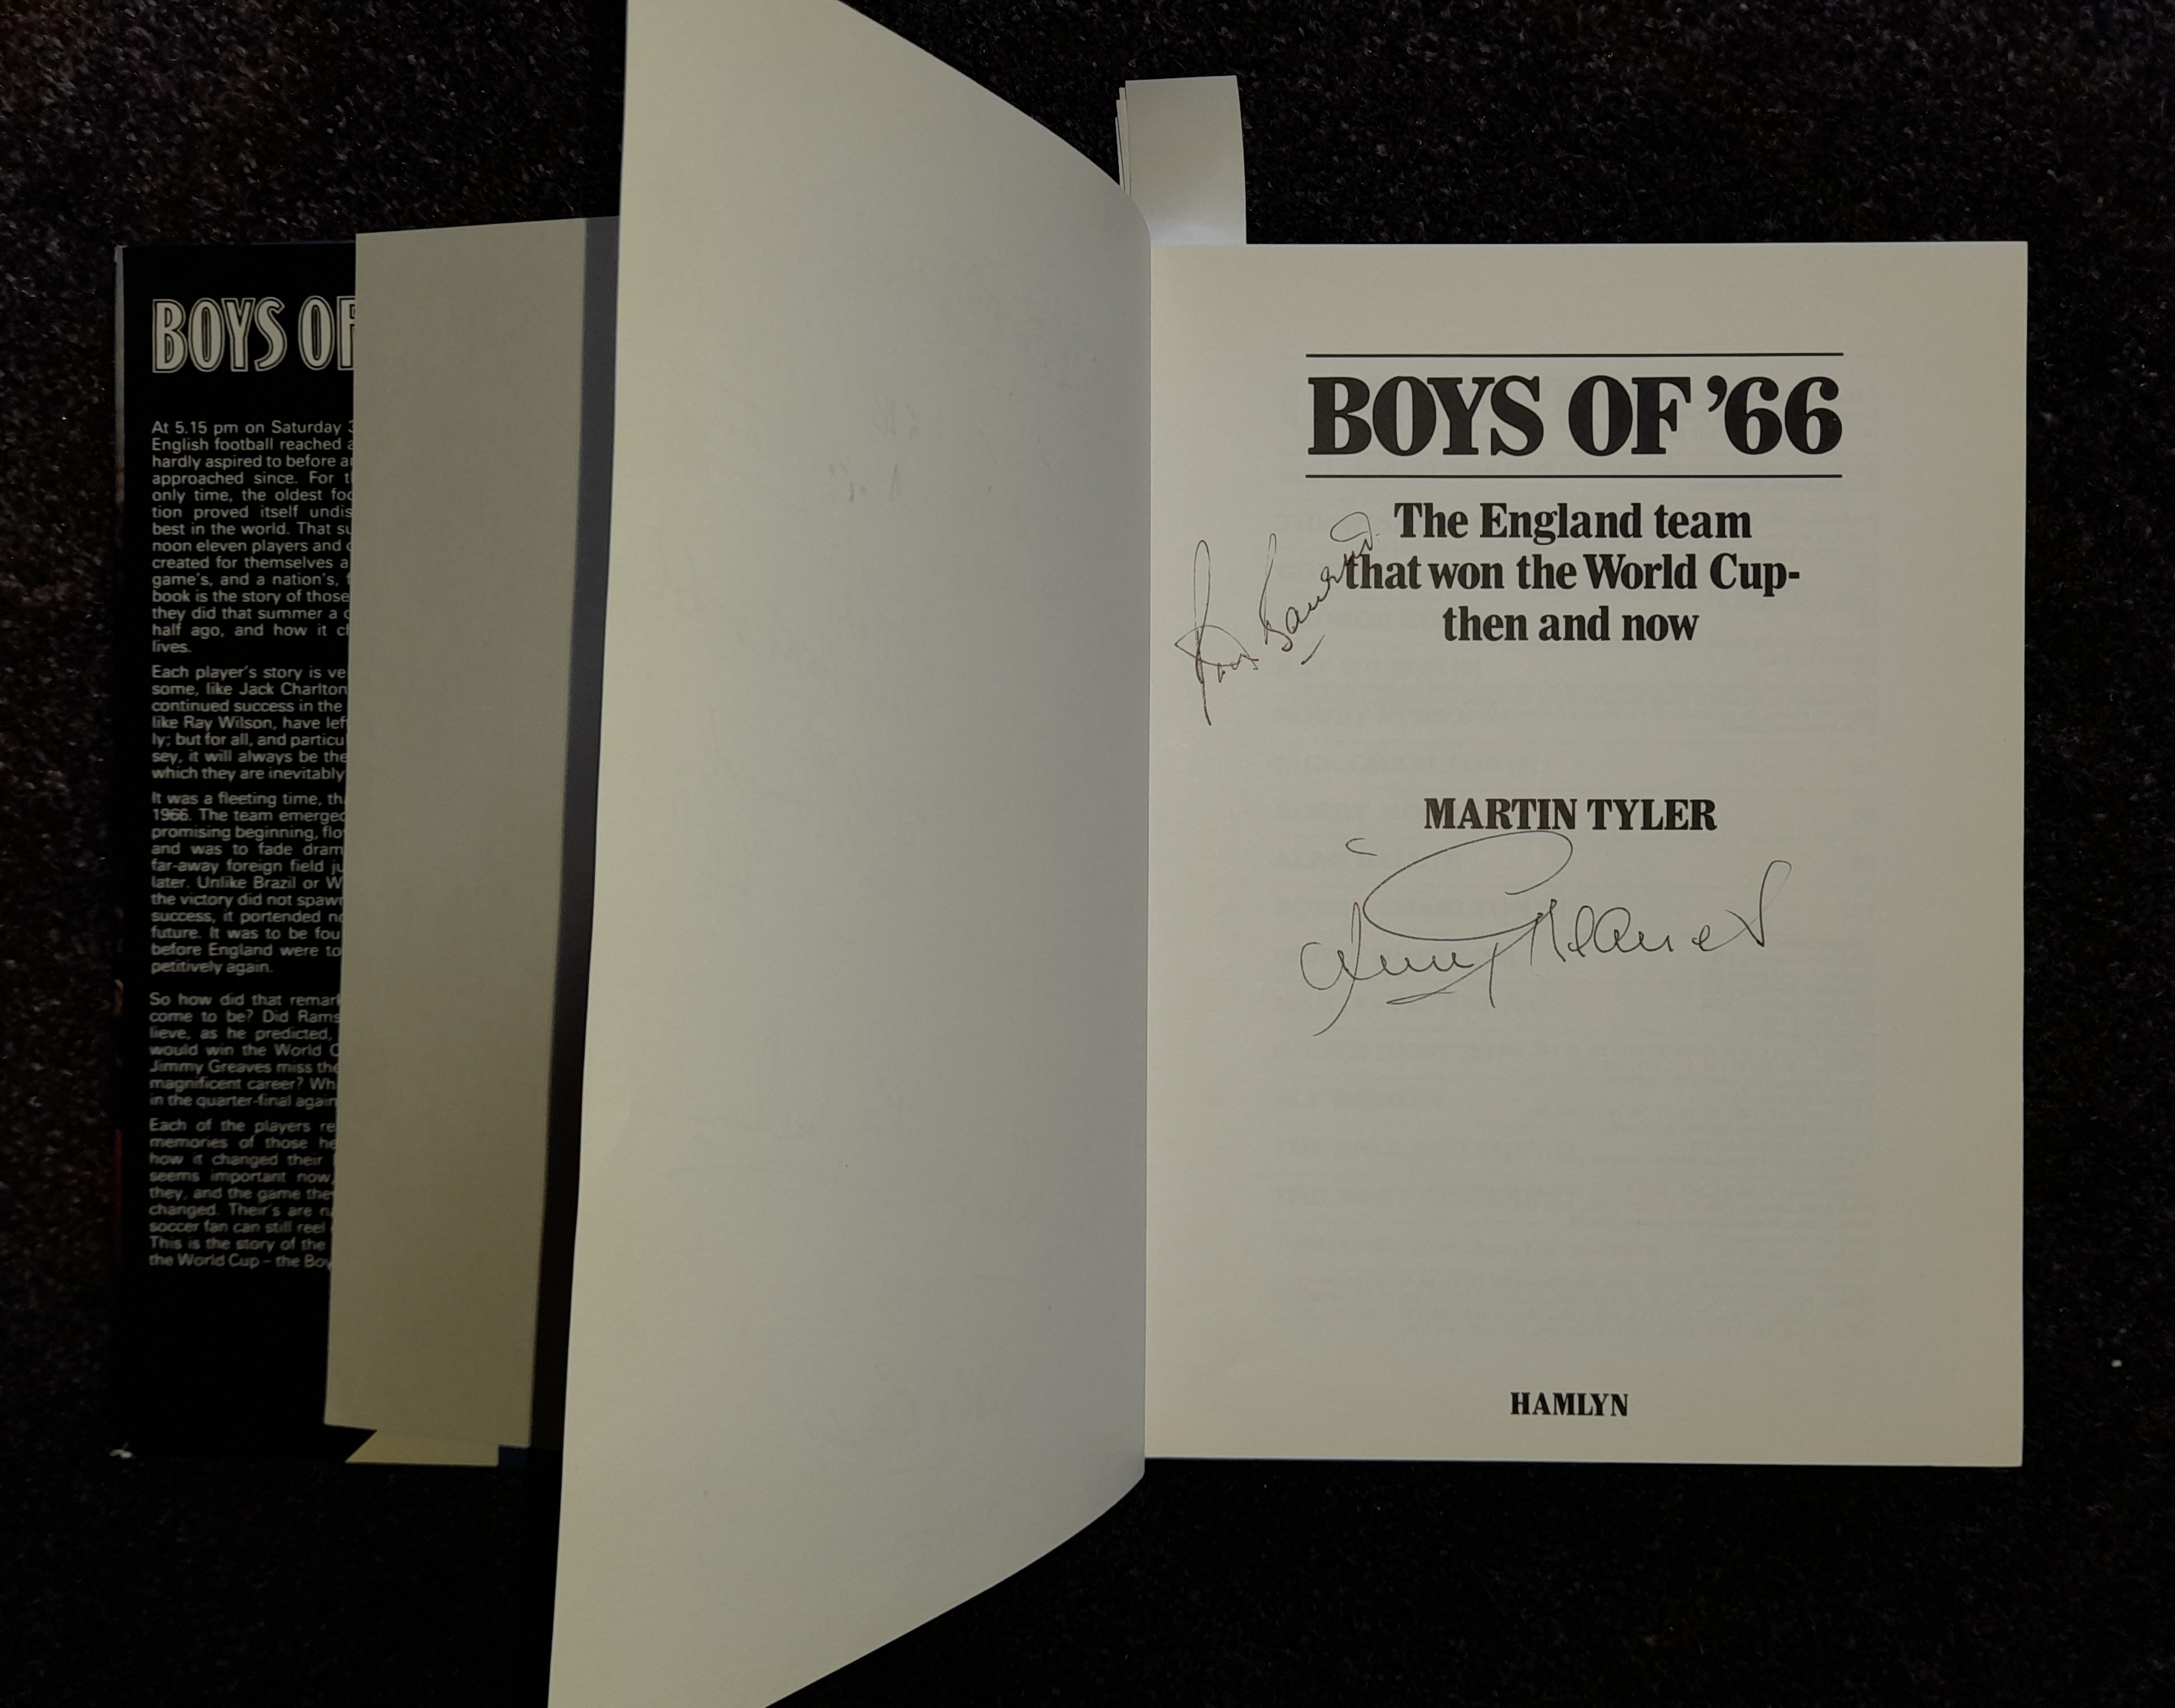 BOYS OF
At 5.15 pm on Saturday 3
English football reached a
hardly aspired to before a
approached since. For t
only time, the oldest foo
tion proved itself undis
best in the world. That su
noon eleven players and
created for themselves a
game's, and a nation's,
book is the story of those
they did that summer a
half ago, and how it c
lives.
Each player's story is ve
some, like Jack Charlton
continued success in the
like Ray Wilson, have lef
ly; but for all, and particu
sey, it will always be the
which they are inevitably
It was a fleeting time, th
1966. The team emerged
promising beginning, flo
and was to fade dram
far-away foreign field ju
later. Unlike Brazil or W
the victory did not spaw
success, it portended no
future. It was to be fou
before England were to
petitively again.
So how did that remar
come to be? Did Rams
lieve, as he predicted,
would win the World C
Jimmy Greaves miss the
magnificent career? Wh
in the quarter-final again
Each of the players re
memories of those he
how it changed their
seems important now,
they, and the game the
changed. Their's are n
soccer fan can still reel
This is the story of the
the World Cup – the Boy
BOYS OF '66
The England team
that won the World Cup-
then and now
MARTIN TYLER
Jimmy Greaves
HAMLYN